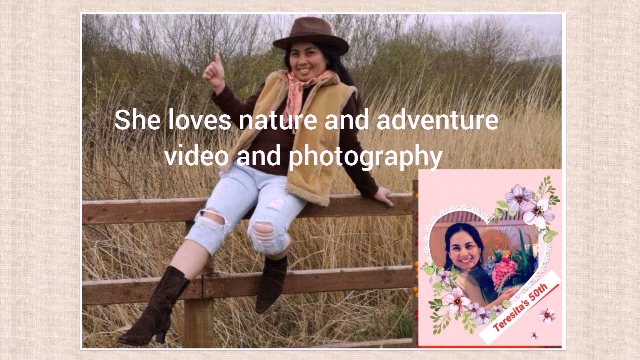 She loves nature and adventure
video and photography
Teresita's 50th